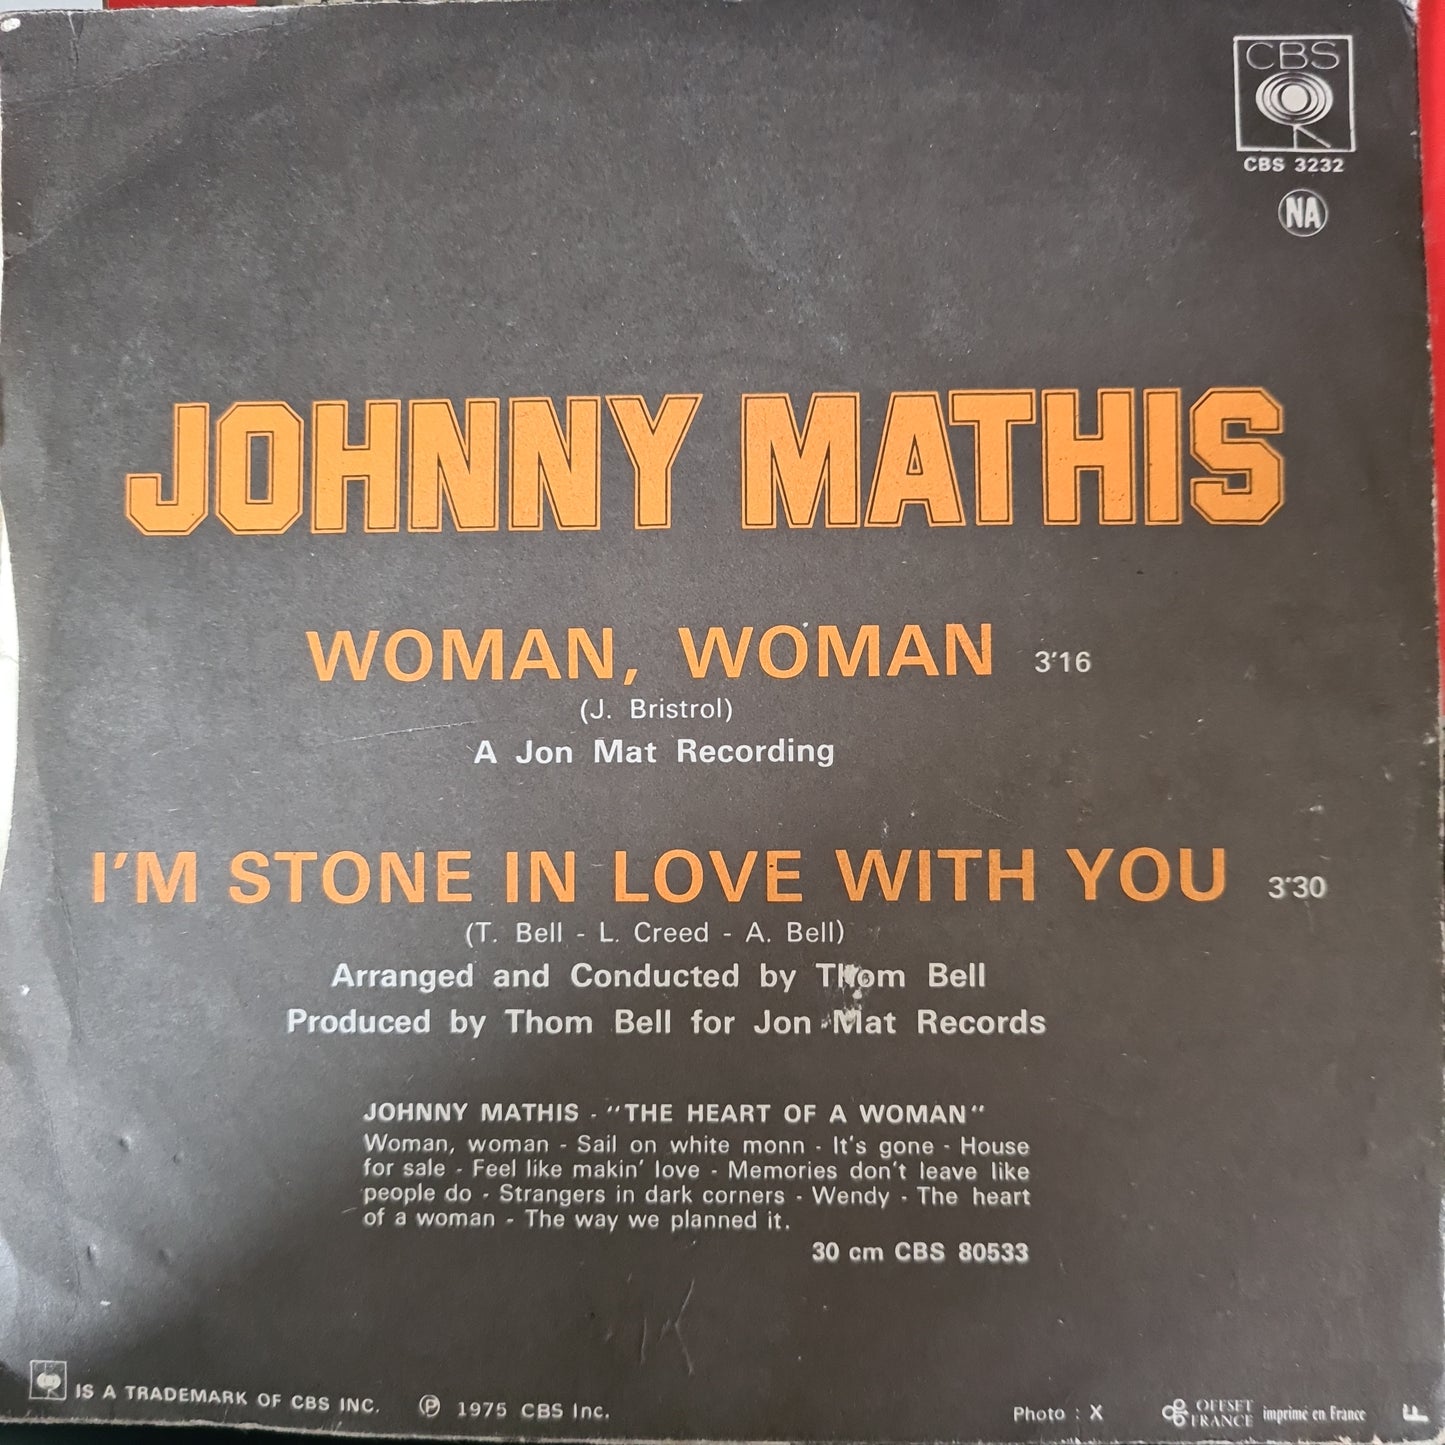 CBS
CBS 3232
NA
JOHNNY MATHIS
WOMAN, WOMAN 3'16
(J. Bristrol)
A Jon Mat Recording
I'M STONE IN LOVE WITH YOU 3'30
(T. Bell - L. Creed - A. Bell)
Arranged and Conducted by Thom Bell
Produced by Thom Bell for Jon Mat Records
JOHNNY MATHIS - "THE HEART OF A WOMAN"
Woman, woman - Sail on white monn - It's gone - House
for sale - Feel like makin' love - Memories don't leave like
people do - Strangers in dark corners - Wendy - The heart
of a woman - The way we planned it.
30 cm CBS 80533
IS A TRADEMARK OF CBS INC. Ⓟ 1975 CBS Inc.
Photo : X
OFFSET
FRANCE imprimé en France
F